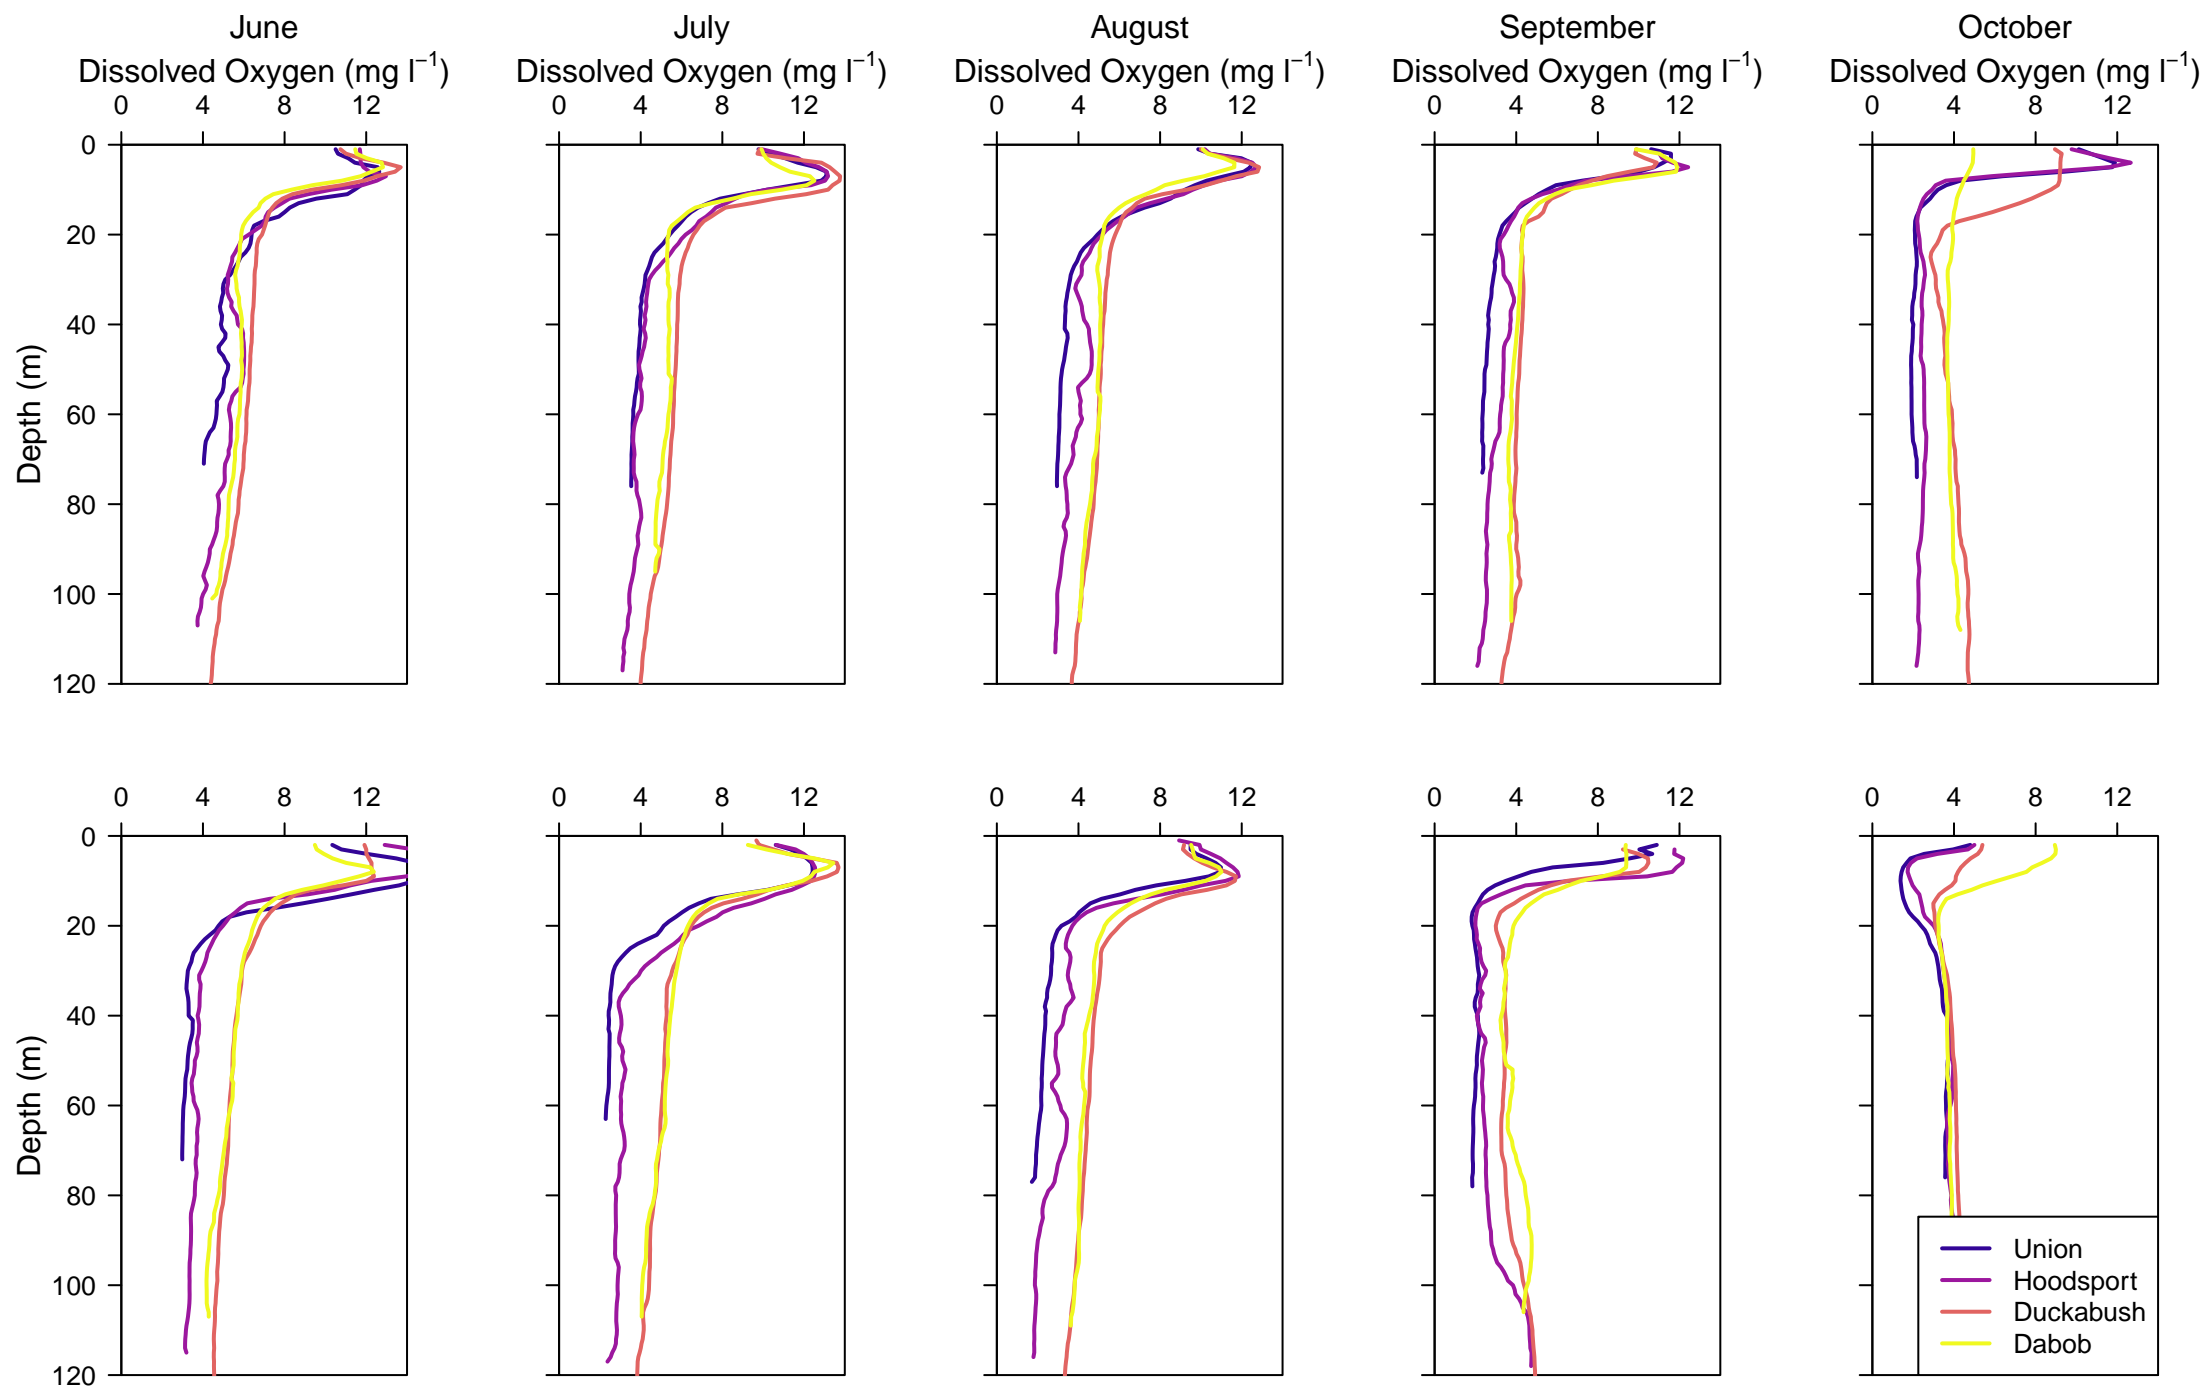 June July August September October
Dissolved Oxygen (mg l⁻¹) Dissolved Oxygen (mg l⁻¹) Dissolved Oxygen (mg l⁻¹) Dissolved Oxygen (mg l⁻¹) Dissolved Oxygen (mg l⁻¹)
0 4 8 12 0 4 8 12 0 4 8 12 0 4 8 12 0 4 8 12
0
20
40
60
80
100
120
Depth (m)
0 4 8 12 0 4 8 12 0 4 8 12 0 4 8 12 0 4 8 12
0
20
40
60
80
100
120
Depth (m)
Union
Hoodsport
Duckabush
Dabob